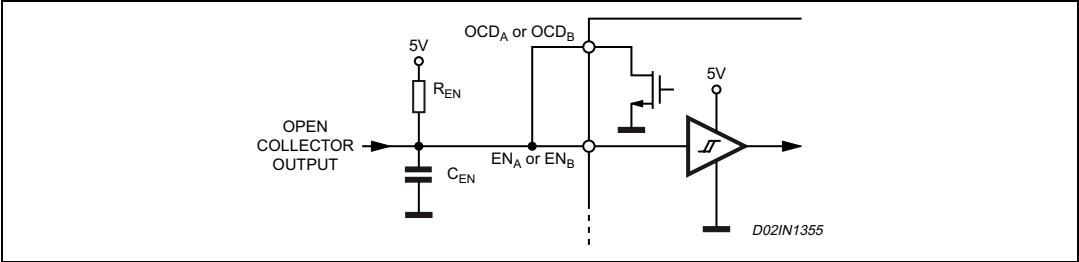 OCDA or OCDB
5V
REN
5V
OPEN
COLLECTOR
OUTPUT
ENA or ENB
CEN
D02IN1355